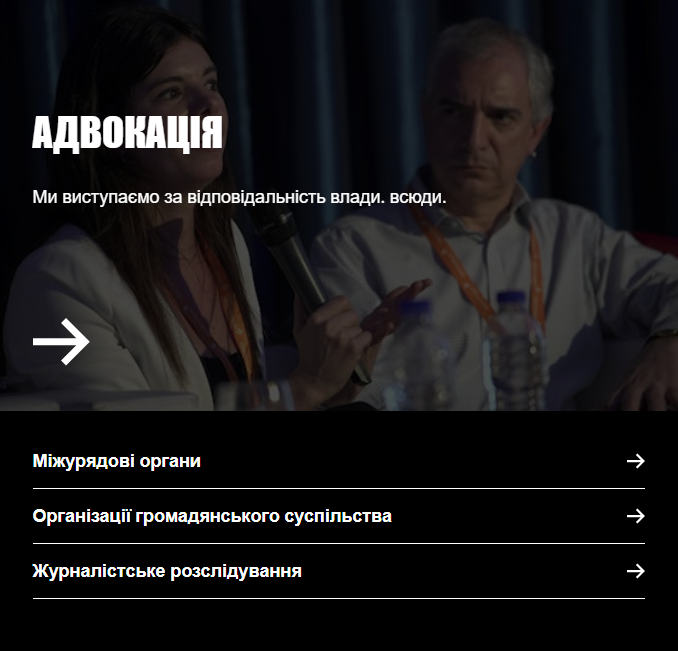 АДВОКАЦІЯ
Ми виступаємо за відповідальність влади. всюди.
Міжурядові органи
Організації громадянського суспільства
Журналістське розслідування